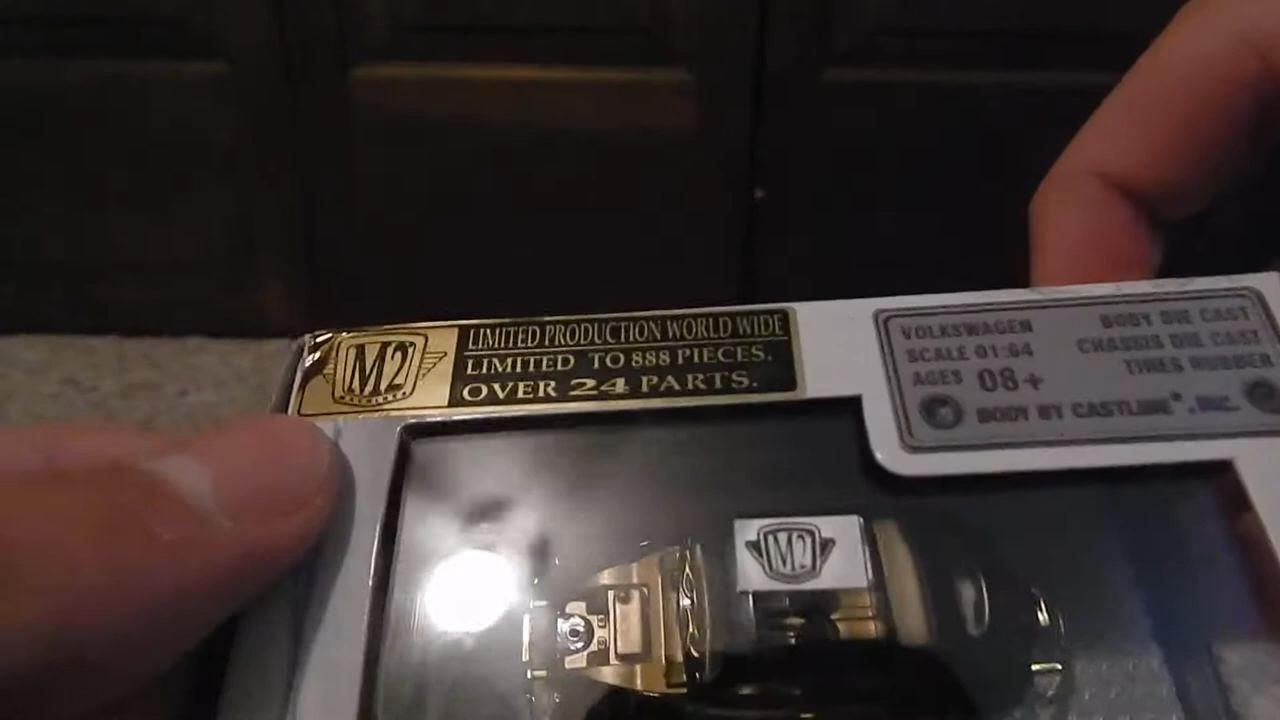 M2
MACHINES
LIMITED PRODUCTION WORLD WIDE
LIMITED TO 888 PIECES.
OVER 24 PARTS.
VOLKSWAGEN
SCALE 01:64
AGES 08+
BODY DIE CAST
CHASSIS DIE CAST
TIRES RUBBER
BODY BY CASTLINE®, INC.
M2